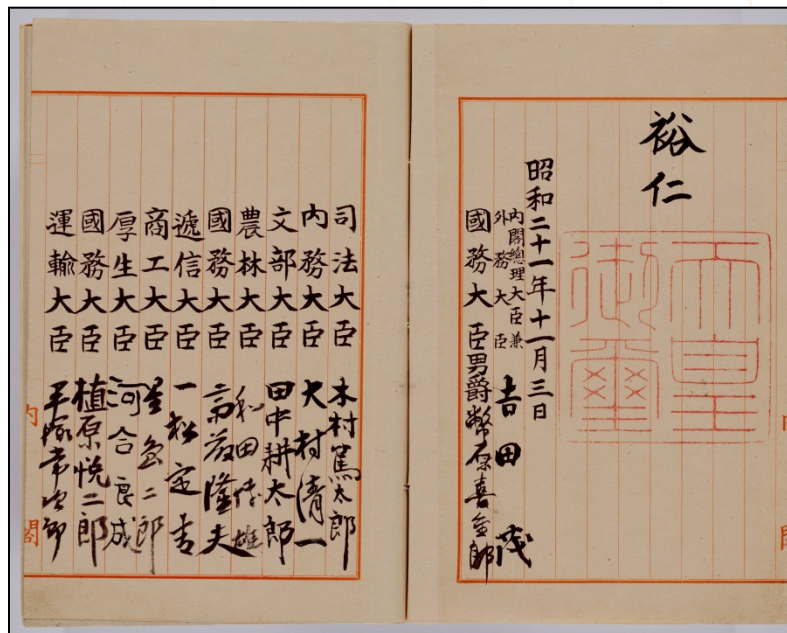 裕仁
天皇御璽
昭和二十一年十一月三日
內閣總理大臣兼
外務大臣 吉田茂
國務大臣 男爵幣原喜重郎
司法大臣 木村篤太郎
內務大臣 大村清一
文部大臣 田中耕太郎
農林大臣 和田博雄
國務大臣 斎藤隆夫
遞信大臣 一松定吉
商工大臣 星島二郎
厚生大臣 河合良成
國務大臣 植原悦二郎
運輸大臣 平塚常次郎
內閣